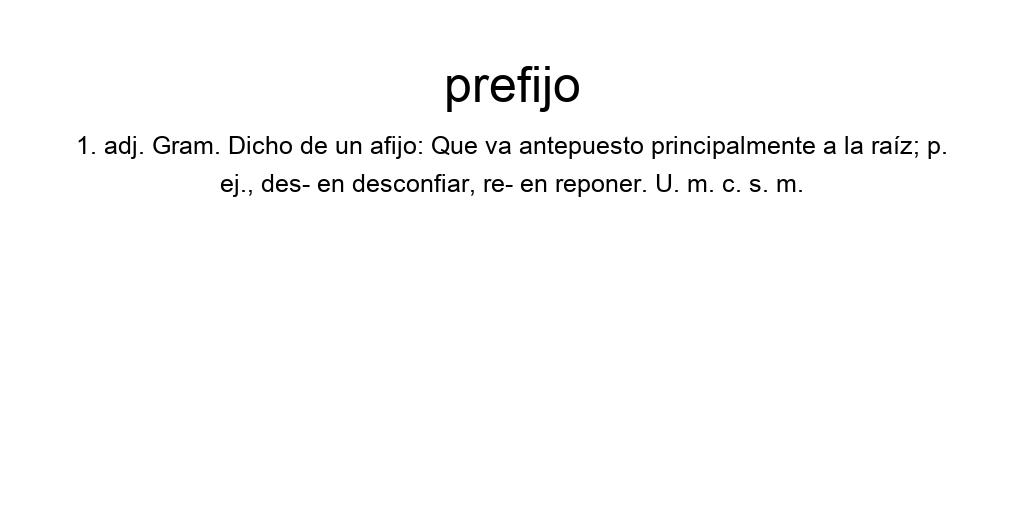 prefijo
1. adj. Gram. Dicho de un afijo: Que va antepuesto principalmente a la raíz; p.
ej., des- en desconfiar, re- en reponer. U. m. c. s. m.